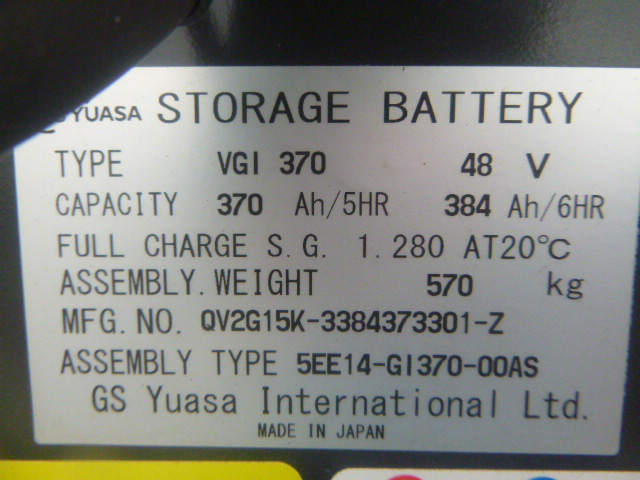 YUASA STORAGE BATTERY
TYPE VGI 370 48 V
CAPACITY 370 Ah/5HR 384 Ah/6HR
FULL CHARGE S.G. 1.280 AT20℃
ASSEMBLY.WEIGHT 570 kg
MFG.NO. QV2G15K-3384373301-Z
ASSEMBLY TYPE 5EE14-GI370-00AS
GS Yuasa International Ltd.
MADE IN JAPAN